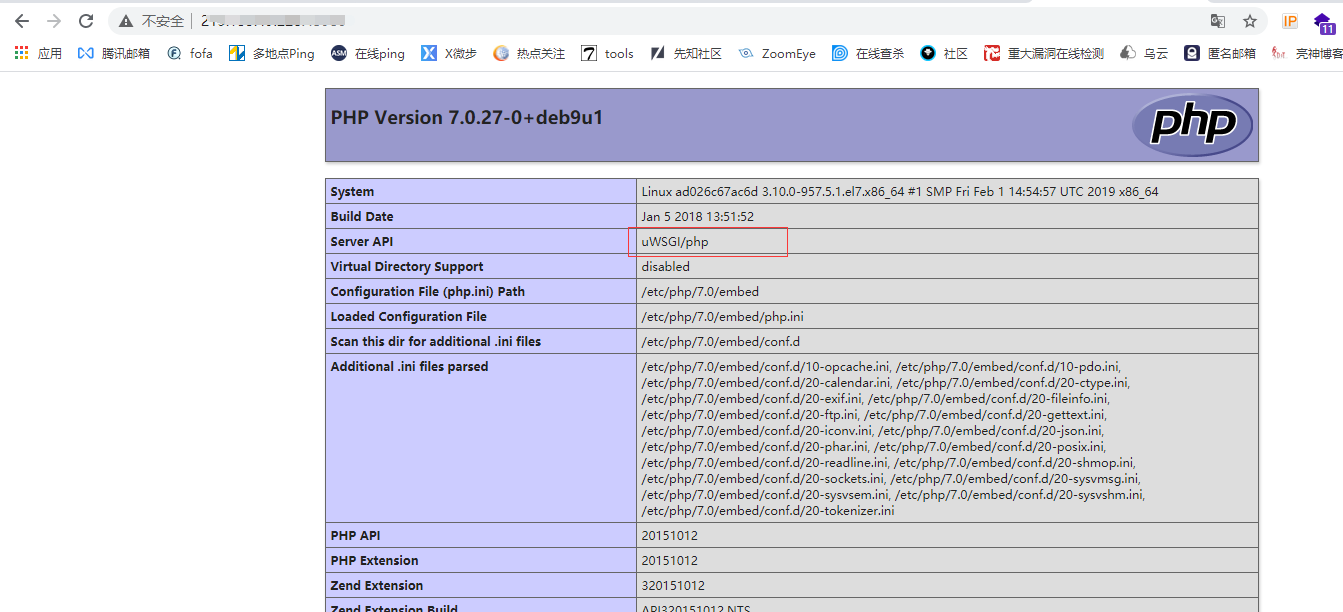 不安全
IP
11
应用 腾讯邮箱 fofa 多地点Ping ASM 在线ping X微步 热点关注 7 tools 先知社区 ZoomEye 在线查杀 社区 重大漏洞在线检测 乌云 匿名邮箱 亮神博客
PHP Version 7.0.27-0+deb9u1
php
System Linux ad026c67ac6d 3.10.0-957.5.1.el7.x86_64 #1 SMP Fri Feb 1 14:54:57 UTC 2019 x86_64
Build Date Jan 5 2018 13:51:52
Server API uWSGI/php
Virtual Directory Support disabled
Configuration File (php.ini) Path /etc/php/7.0/embed
Loaded Configuration File /etc/php/7.0/embed/php.ini
Scan this dir for additional .ini files /etc/php/7.0/embed/conf.d
Additional .ini files parsed /etc/php/7.0/embed/conf.d/10-opcache.ini, /etc/php/7.0/embed/conf.d/10-pdo.ini,
/etc/php/7.0/embed/conf.d/20-calendar.ini, /etc/php/7.0/embed/conf.d/20-ctype.ini,
/etc/php/7.0/embed/conf.d/20-exif.ini, /etc/php/7.0/embed/conf.d/20-fileinfo.ini,
/etc/php/7.0/embed/conf.d/20-ftp.ini, /etc/php/7.0/embed/conf.d/20-gettext.ini,
/etc/php/7.0/embed/conf.d/20-iconv.ini, /etc/php/7.0/embed/conf.d/20-json.ini,
/etc/php/7.0/embed/conf.d/20-phar.ini, /etc/php/7.0/embed/conf.d/20-posix.ini,
/etc/php/7.0/embed/conf.d/20-readline.ini, /etc/php/7.0/embed/conf.d/20-shmop.ini,
/etc/php/7.0/embed/conf.d/20-sockets.ini, /etc/php/7.0/embed/conf.d/20-sysvmsg.ini,
/etc/php/7.0/embed/conf.d/20-sysvsem.ini, /etc/php/7.0/embed/conf.d/20-sysvshm.ini,
/etc/php/7.0/embed/conf.d/20-tokenizer.ini
PHP API 20151012
PHP Extension 20151012
Zend Extension 320151012
Zend Extension Build API320151012,NTS